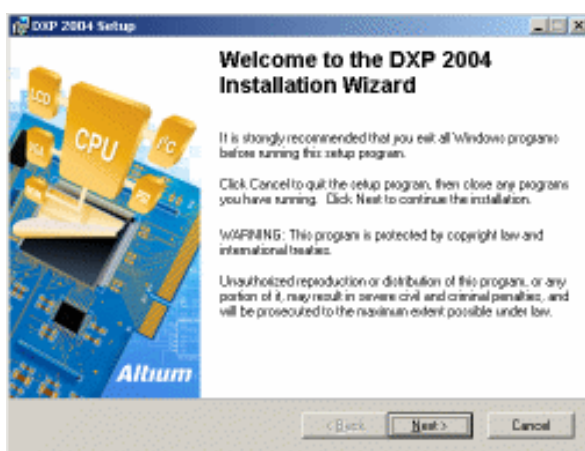 DXP 2004 Setup
Welcome to the DXP 2004
Installation Wizard
It is strongly recommended that you exit all Windows programs
before running this setup program.
Click Cancel to quit the setup program, then close any programs
you have running. Click Next to continue the installation.
WARNING: This program is protected by copyright law and
international treaties.
Unauthorized reproduction or distribution of this program, or any
portion of it, may result in severe civil and criminal penalties, and
will be prosecuted to the maximum extent possible under law.
LCD
CPU
I²C
Altium
< Back
Next >
Cancel